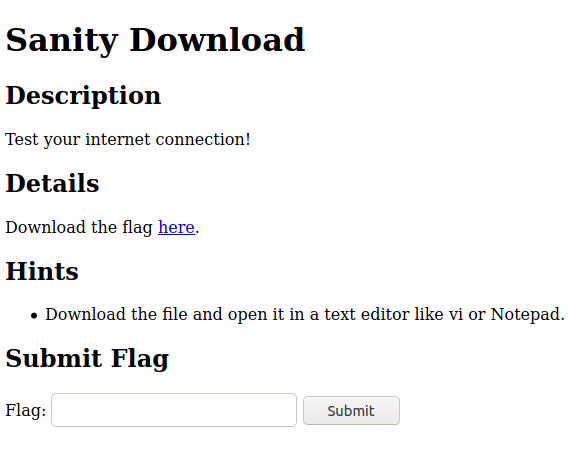 Sanity Download
Description
Test your internet connection!
Details
Download the flag here.
Hints
• Download the file and open it in a text editor like vi or Notepad.
Submit Flag
Flag: Submit